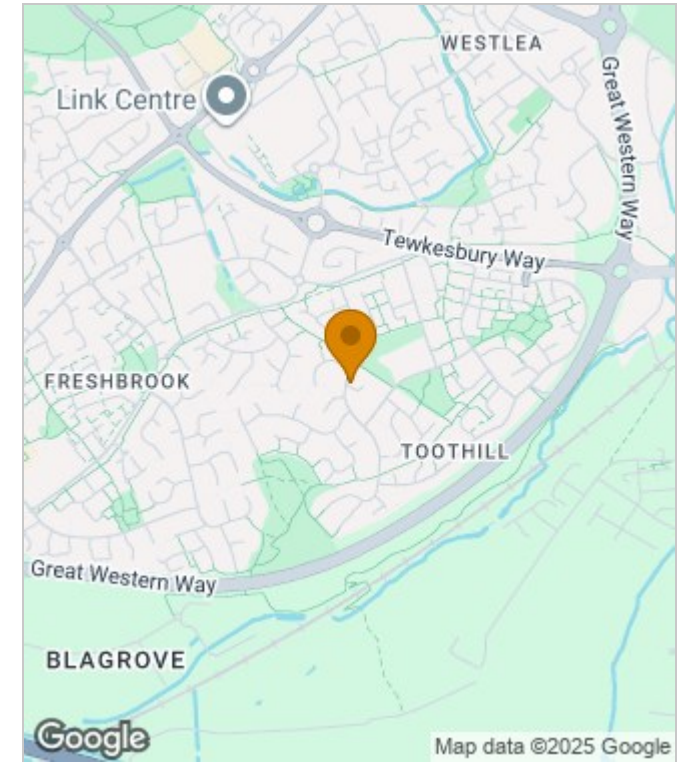 WESTLEA
Link Centre
Great Western Way
Tewkesbury Way
FRESHBROOK
TOOTHILL
Great Western Way
BLAGROVE
Google
Map data ©2025 Google